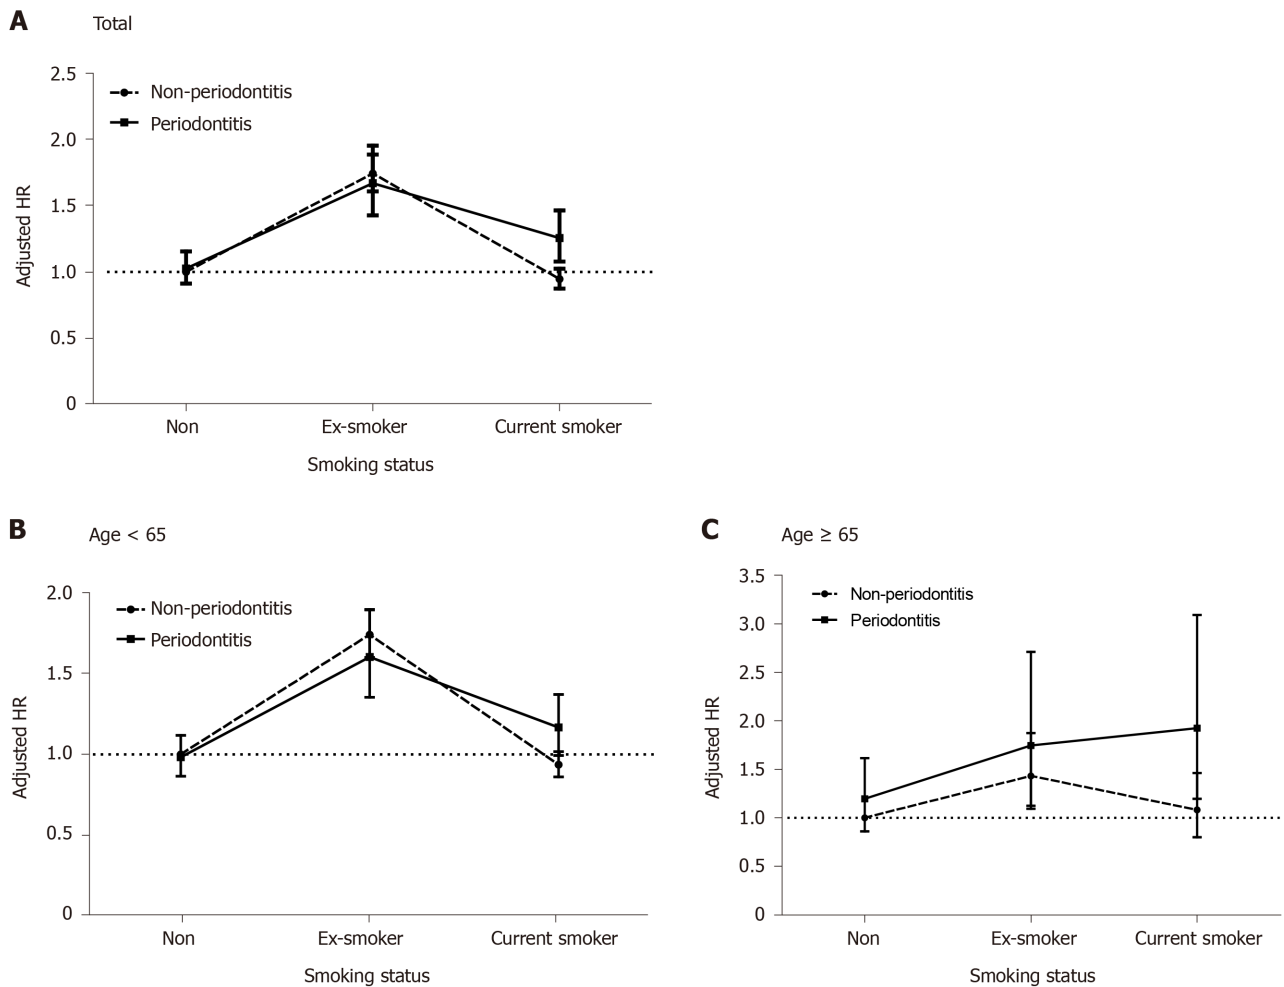 A Total
2.5
2.0
1.5
1.0
0.5
0
Adjusted HR
Non-periodontitis
Periodontitis
Non Ex-smoker Current smoker
Smoking status
B Age < 65
2.0
1.5
1.0
0.5
0
Adjusted HR
Non-periodontitis
Periodontitis
Non Ex-smoker Current smoker
Smoking status
C Age ≥ 65
3.5
3.0
2.5
2.0
1.5
1.0
0.5
0
Adjusted HR
Non-periodontitis
Periodontitis
Non Ex-smoker Current smoker
Smoking status